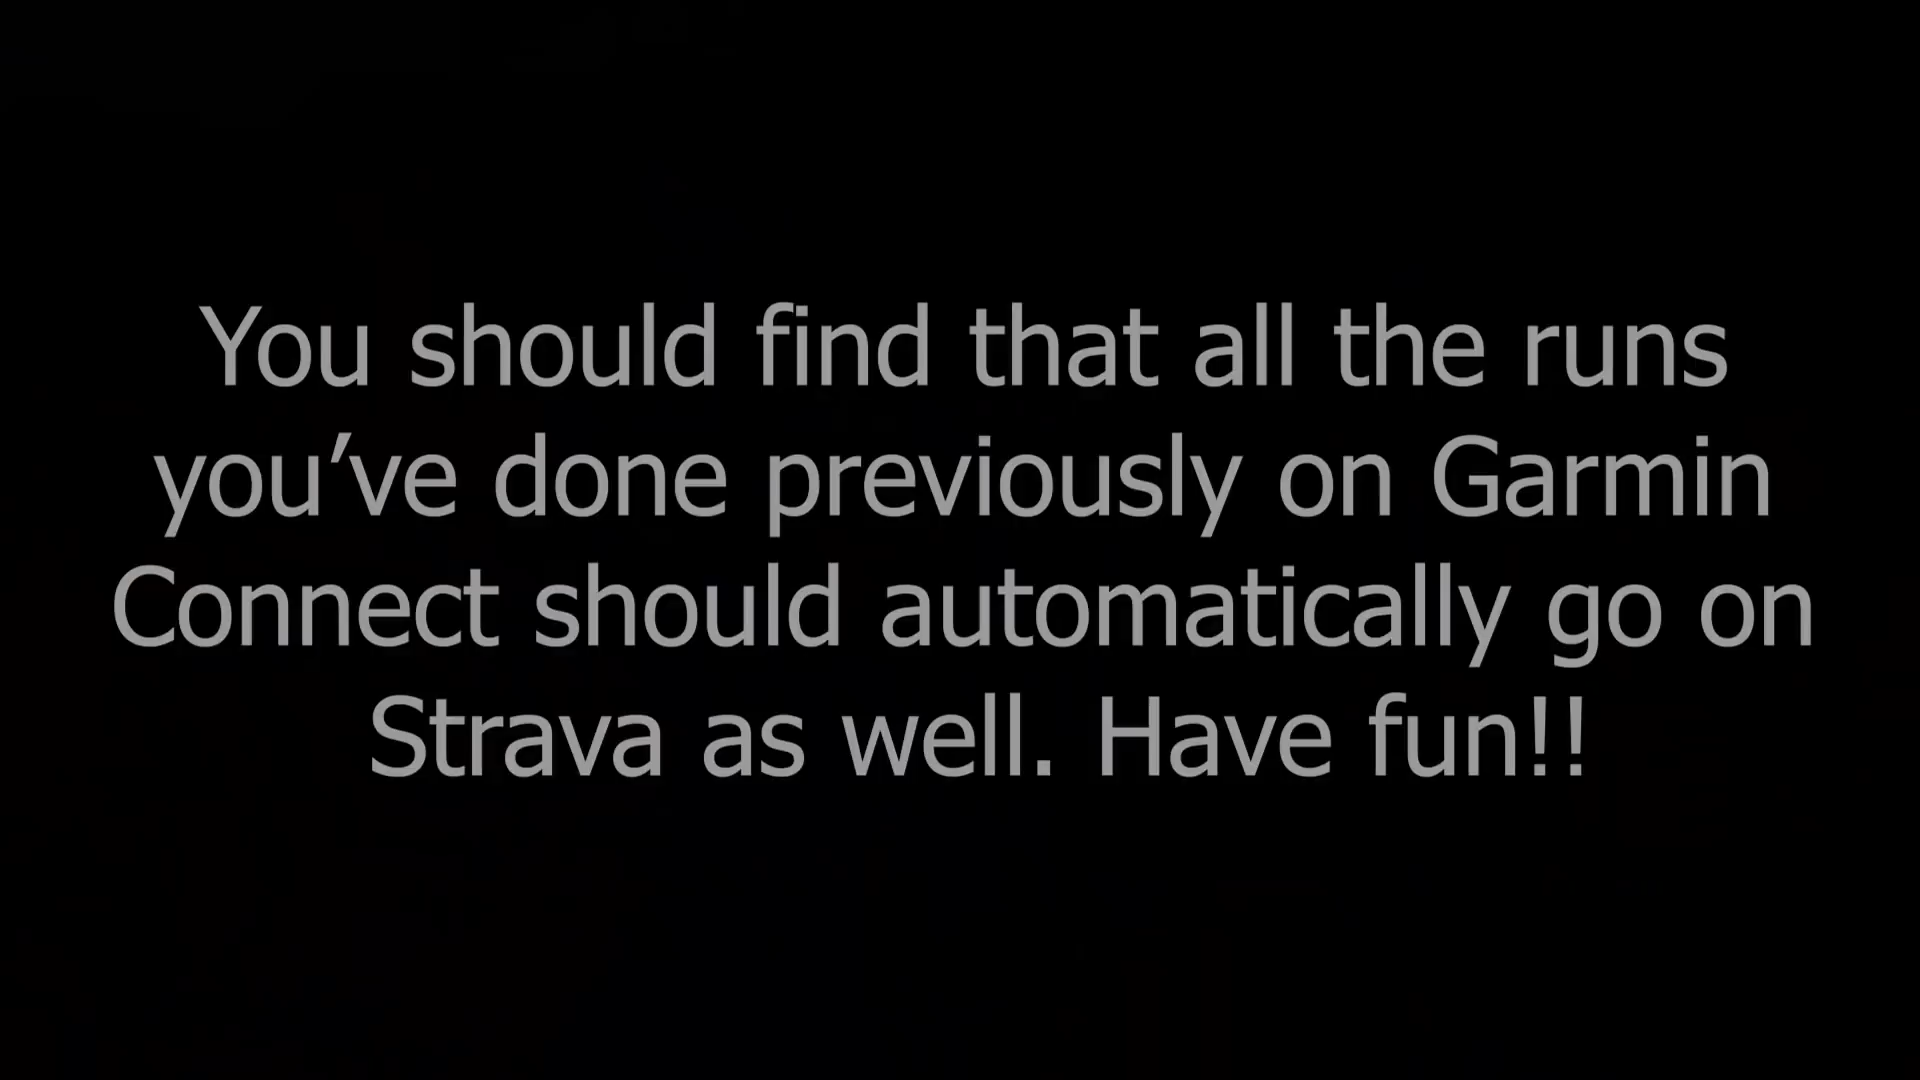 You should find that all the runs
you’ve done previously on Garmin
Connect should automatically go on
Strava as well. Have fun!!